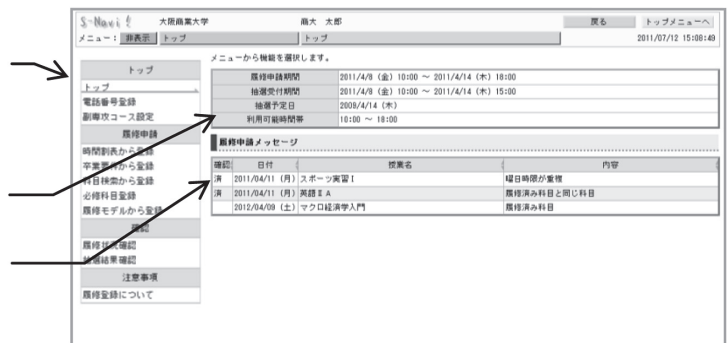 S-Navi! 大阪商業大学 商大 太郎 戻る トップメニューへ
メニュー: 非表示 トップ トップ 2011/07/12 15:08:49
メニューから機能を選択します。
トップ
トップ
電話番号登録
副専攻コース設定
履修申請
時間割表から登録
卒業要件から登録
科目検索から登録
必修科目登録
履修モデルから登録
確認
履修状況確認
抽選結果確認
注意事項
履修登録について
履修申請期間 2011/4/8 (金) 10:00 ~ 2011/4/14 (木) 18:00
抽選受付期間 2011/4/8 (金) 10:00 ~ 2011/4/14 (木) 15:00
抽選予定日 2009/4/14 (木)
利用可能時間帯 10:00 ~ 18:00
履修申請メッセージ
確認 日付 授業名 内容
済 2011/04/11 (月) スポーツ実習Ⅰ 曜日時限が重複
済 2011/04/11 (月) 英語ⅡA 履修済み科目と同じ科目
2012/04/09 (土) マクロ経済学入門 履修済み科目